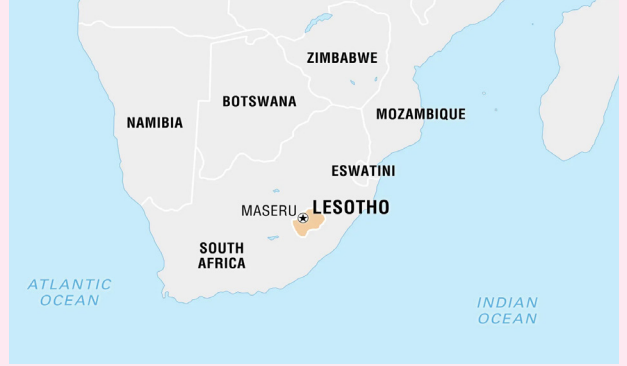 ZIMBABWE
BOTSWANA
MOZAMBIQUE
NAMIBIA
ESWATINI
MASERU
LESOTHO
SOUTH
AFRICA
ATLANTIC
OCEAN
INDIAN
OCEAN